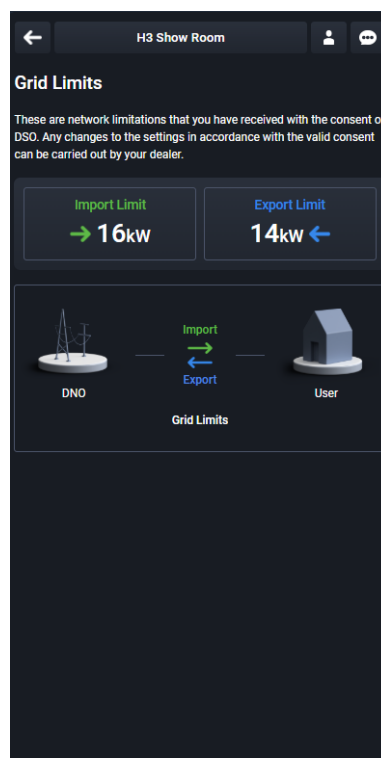 H3 Show Room
Grid Limits
These are network limitations that you have received with the consent o
DSO. Any changes to the settings in accordance with the valid consent
can be carried out by your dealer.
Import Limit
16kW
Export Limit
14kW
Import
Export
DNO
User
Grid Limits